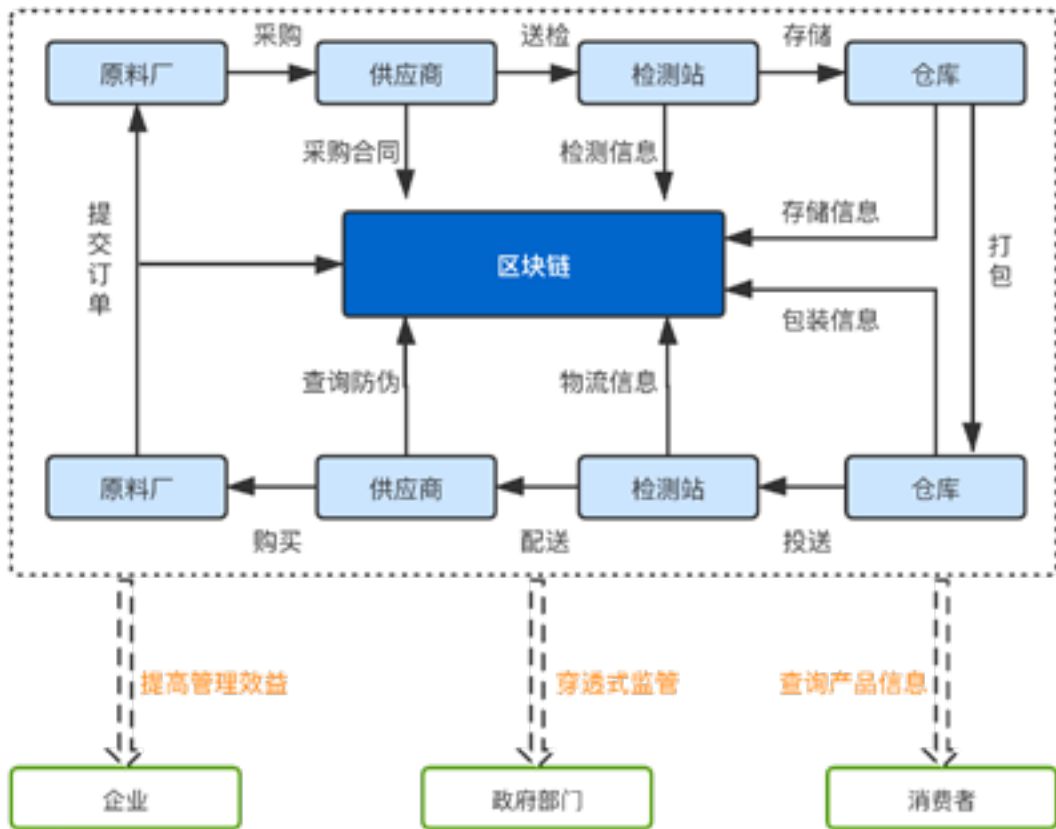 采购
送检
存储
原料厂
供应商
检测站
仓库
采购合同
检测信息
存储信息
提交订单
打包
区块链
包装信息
查询防伪
物流信息
原料厂
供应商
检测站
仓库
购买
配送
投送
提高管理效益
穿透式监管
查询产品信息
企业
政府部门
消费者